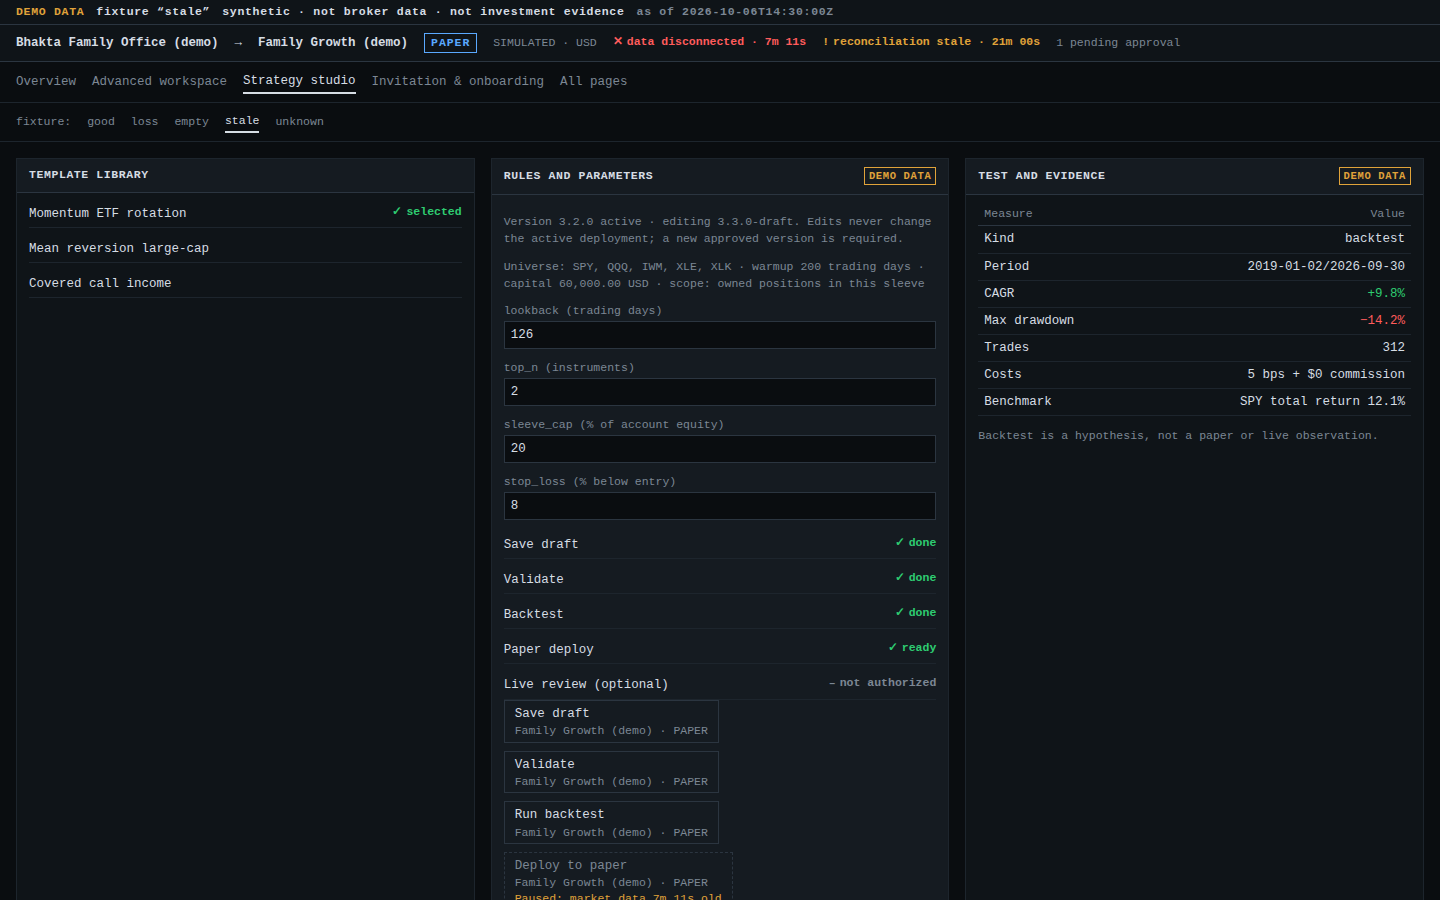 DEMO DATA fixture “stale” synthetic · not broker data · not investment evidence as of 2026-10-06T14:30:00Z
Bhakta Family Office (demo) → Family Growth (demo) PAPER SIMULATED · USD ✕ data disconnected · 7m 11s ! reconciliation stale · 21m 00s 1 pending approval
Overview Advanced workspace Strategy studio Invitation & onboarding All pages
fixture: good loss empty stale unknown
TEMPLATE LIBRARY
Momentum ETF rotation ✓ selected
Mean reversion large-cap
Covered call income
RULES AND PARAMETERS DEMO DATA
Version 3.2.0 active · editing 3.3.0-draft. Edits never change
the active deployment; a new approved version is required.
Universe: SPY, QQQ, IWM, XLE, XLK · warmup 200 trading days ·
capital 60,000.00 USD · scope: owned positions in this sleeve
lookback (trading days)
126
top_n (instruments)
2
sleeve_cap (% of account equity)
20
stop_loss (% below entry)
8
Save draft ✓ done
Validate ✓ done
Backtest ✓ done
Paper deploy ✓ ready
Live review (optional) – not authorized
Save draft
Family Growth (demo) · PAPER
Validate
Family Growth (demo) · PAPER
Run backtest
Family Growth (demo) · PAPER
Deploy to paper
Family Growth (demo) · PAPER
Paused: market data 7m 11s old
TEST AND EVIDENCE DEMO DATA
Measure Value
Kind backtest
Period 2019-01-02/2026-09-30
CAGR +9.8%
Max drawdown −14.2%
Trades 312
Costs 5 bps + $0 commission
Benchmark SPY total return 12.1%
Backtest is a hypothesis, not a paper or live observation.